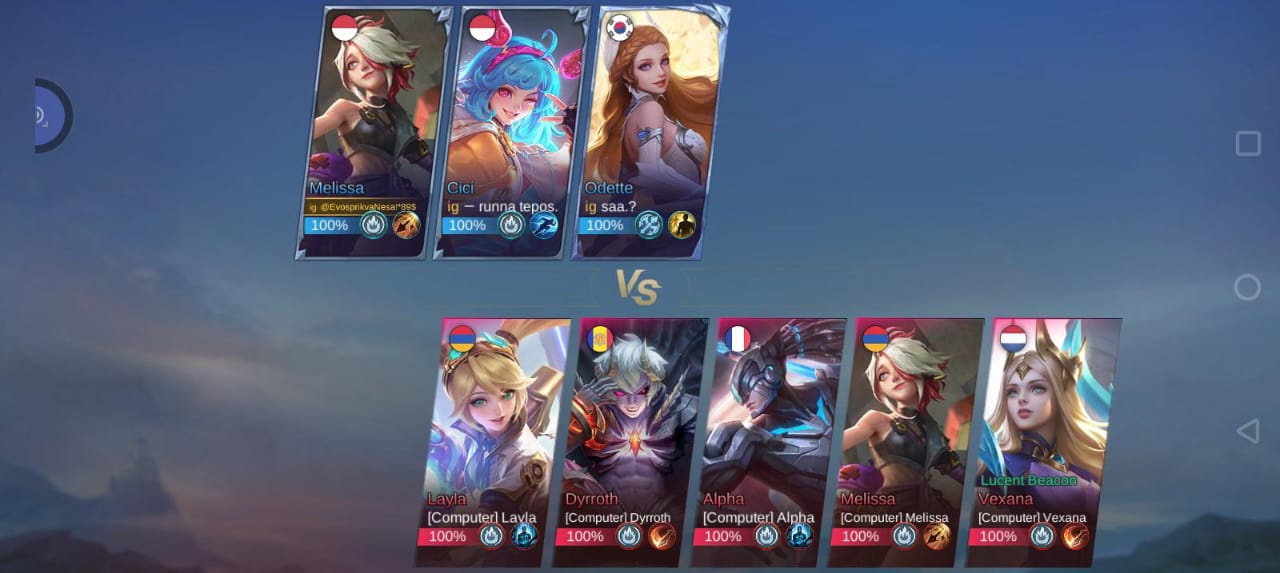 Melissa
ig @EvosprikvaNesa!*89$
100%
Cici
ig — runna tepos.
100%
Odette
ig saa.?
100%
VS
Layla
[Computer] Layla
100%
Dyrroth
[Computer] Dyrroth
100%
Alpha
[Computer] Alpha
100%
Melissa
[Computer] Melissa
100%
Lucent Beacon
Vexana
[Computer] Vexana
100%